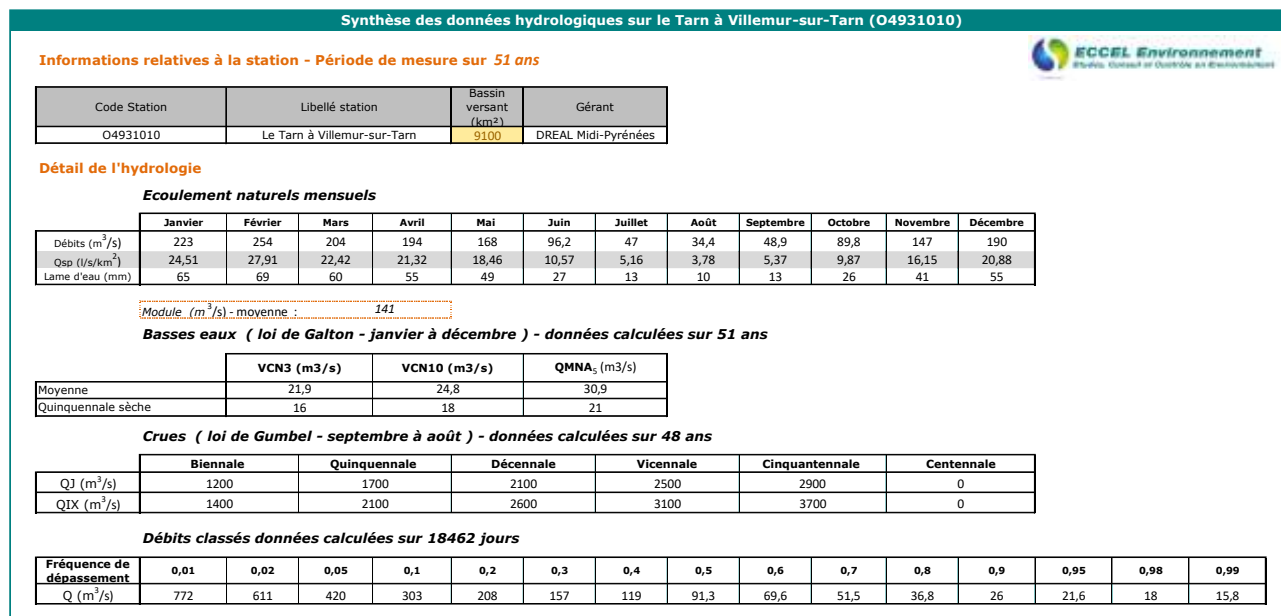 Synthèse des données hydrologiques sur le Tarn à Villemur-sur-Tarn (O4931010)
ECCEL Environnement
Etudes, Conseil et Contrôle en Environnement
Informations relatives à la station - Période de mesure sur 51 ans
Code Station Libellé station Bassin versant (km²) Gérant
O4931010 Le Tarn à Villemur-sur-Tarn 9100 DREAL Midi-Pyrénées
Détail de l'hydrologie
Ecoulement naturels mensuels
Janvier Février Mars Avril Mai Juin Juillet Août Septembre Octobre Novembre Décembre
Débits (m³/s) 223 254 204 194 168 96,2 47 34,4 48,9 89,8 147 190
Qsp (l/s/km²) 24,51 27,91 22,42 21,32 18,46 10,57 5,16 3,78 5,37 9,87 16,15 20,88
Lame d'eau (mm) 65 69 60 55 49 27 13 10 13 26 41 55
Module (m³/s) - moyenne : 141
Basses eaux ( loi de Galton - janvier à décembre ) - données calculées sur 51 ans
VCN3 (m3/s) VCN10 (m3/s) QMNA₅ (m3/s)
Moyenne 21,9 24,8 30,9
Quinquennale sèche 16 18 21
Crues ( loi de Gumbel - septembre à août ) - données calculées sur 48 ans
Biennale Quinquennale Décennale Vicennale Cinquantennale Centennale
QJ (m³/s) 1200 1700 2100 2500 2900 0
QIX (m³/s) 1400 2100 2600 3100 3700 0
Débits classés données calculées sur 18462 jours
Fréquence de dépassement 0,01 0,02 0,05 0,1 0,2 0,3 0,4 0,5 0,6 0,7 0,8 0,9 0,95 0,98 0,99
Q (m³/s) 772 611 420 303 208 157 119 91,3 69,6 51,5 36,8 26 21,6 18 15,8